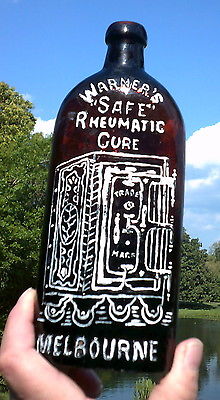 WARNER'S
"SAFE"
RHEUMATIC
CURE
TRADE
MARK
MELBOURNE